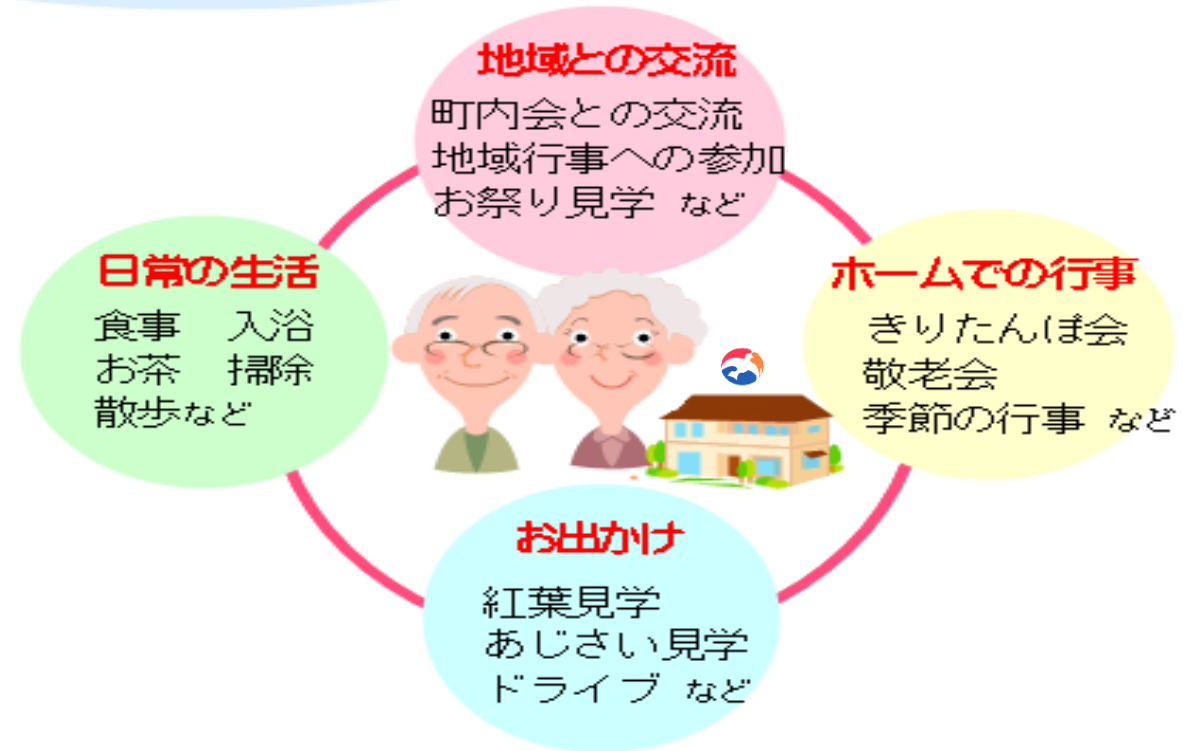 地域との交流
町内会との交流
地域行事への参加
お祭り見学 など
日常の生活
食事 入浴
お茶 掃除
散歩など
ホームでの行事
きりたんぽ会
敬老会
季節の行事 など
お出かけ
紅葉見学
あじさい見学
ドライブ など